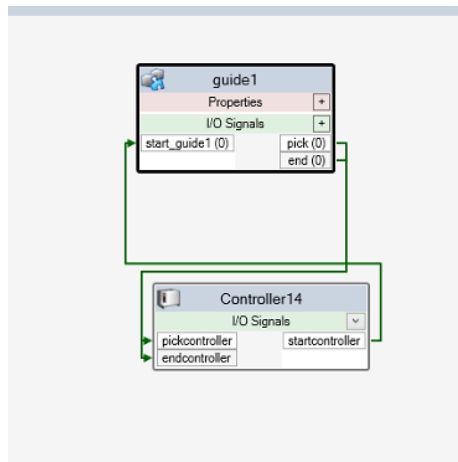 guide1
Properties +
I/O Signals +
start_guide1 (0) pick (0)
end (0)
Controller14
I/O Signals
pickcontroller startcontroller
endcontroller